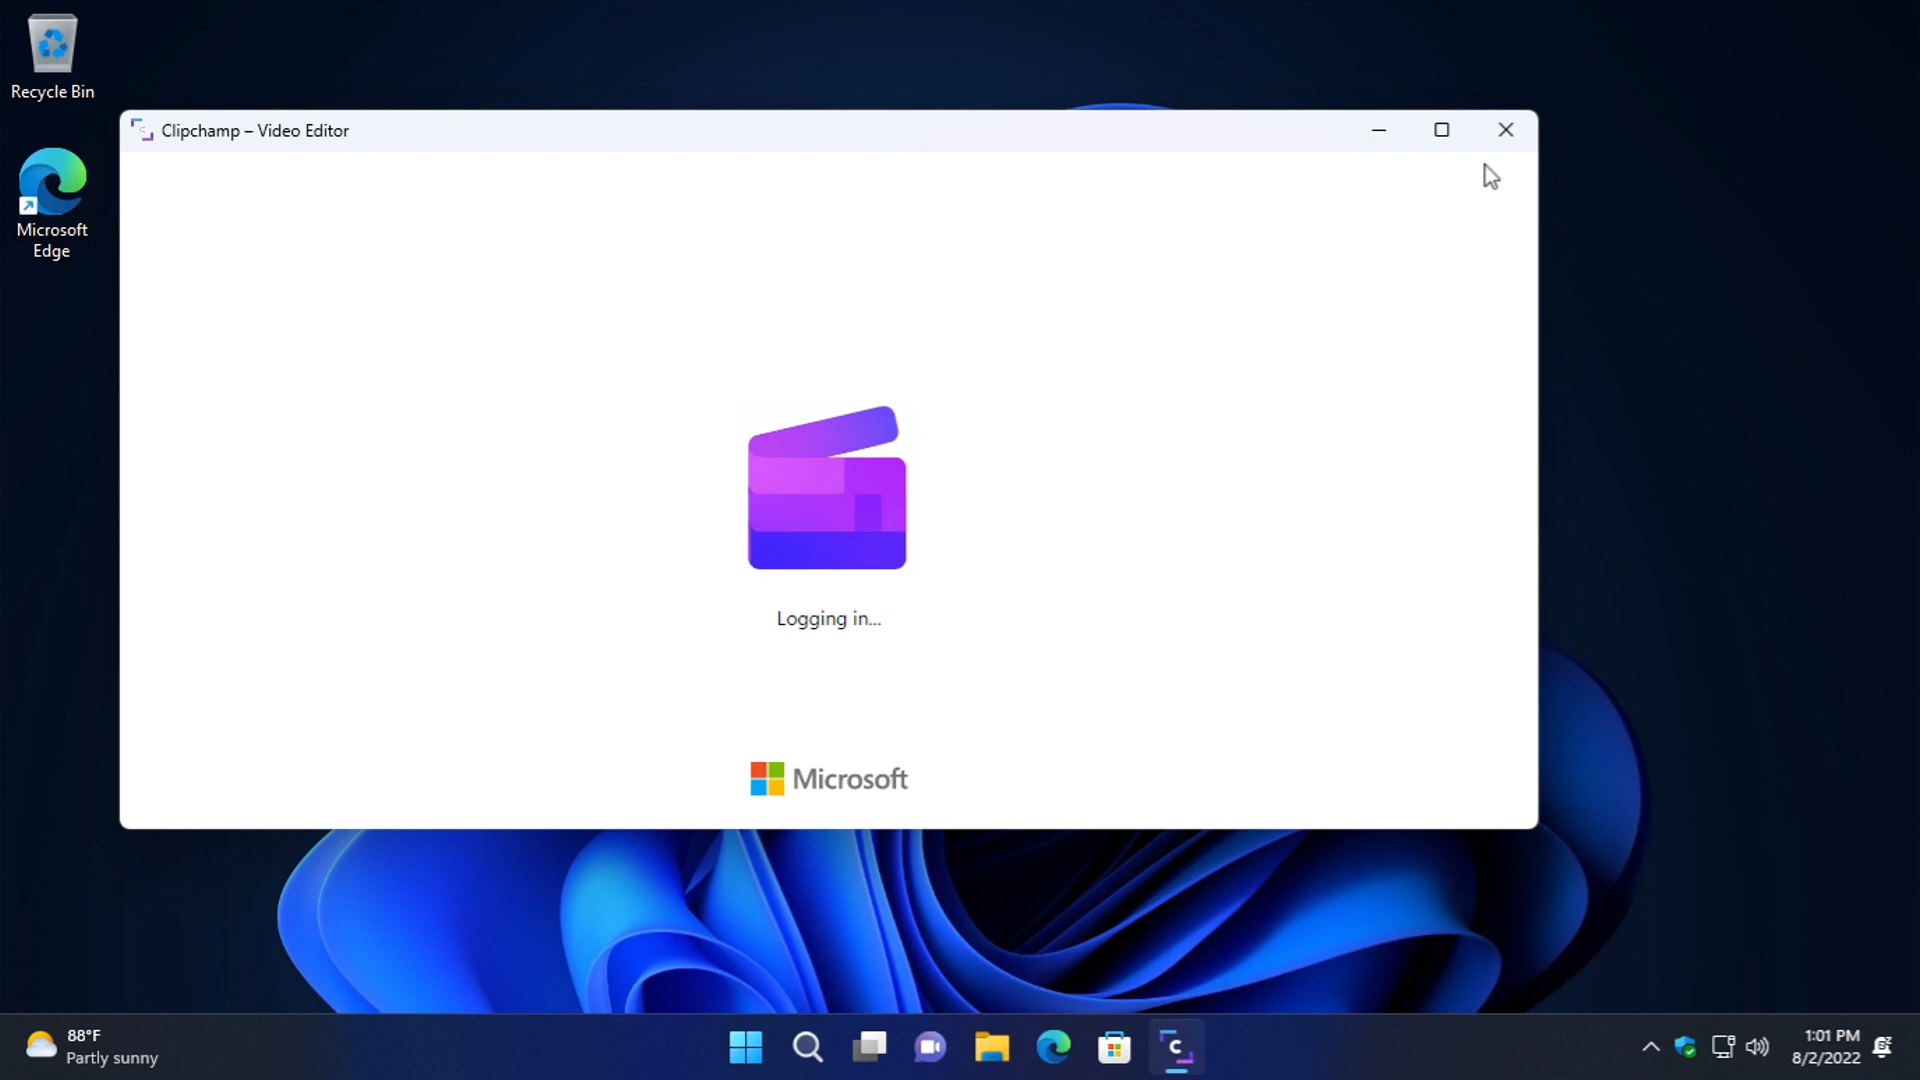 Recycle Bin
Microsoft
Edge
Clipchamp – Video Editor
Logging in...
Microsoft
88°F
Partly sunny
1:01 PM
8/2/2022